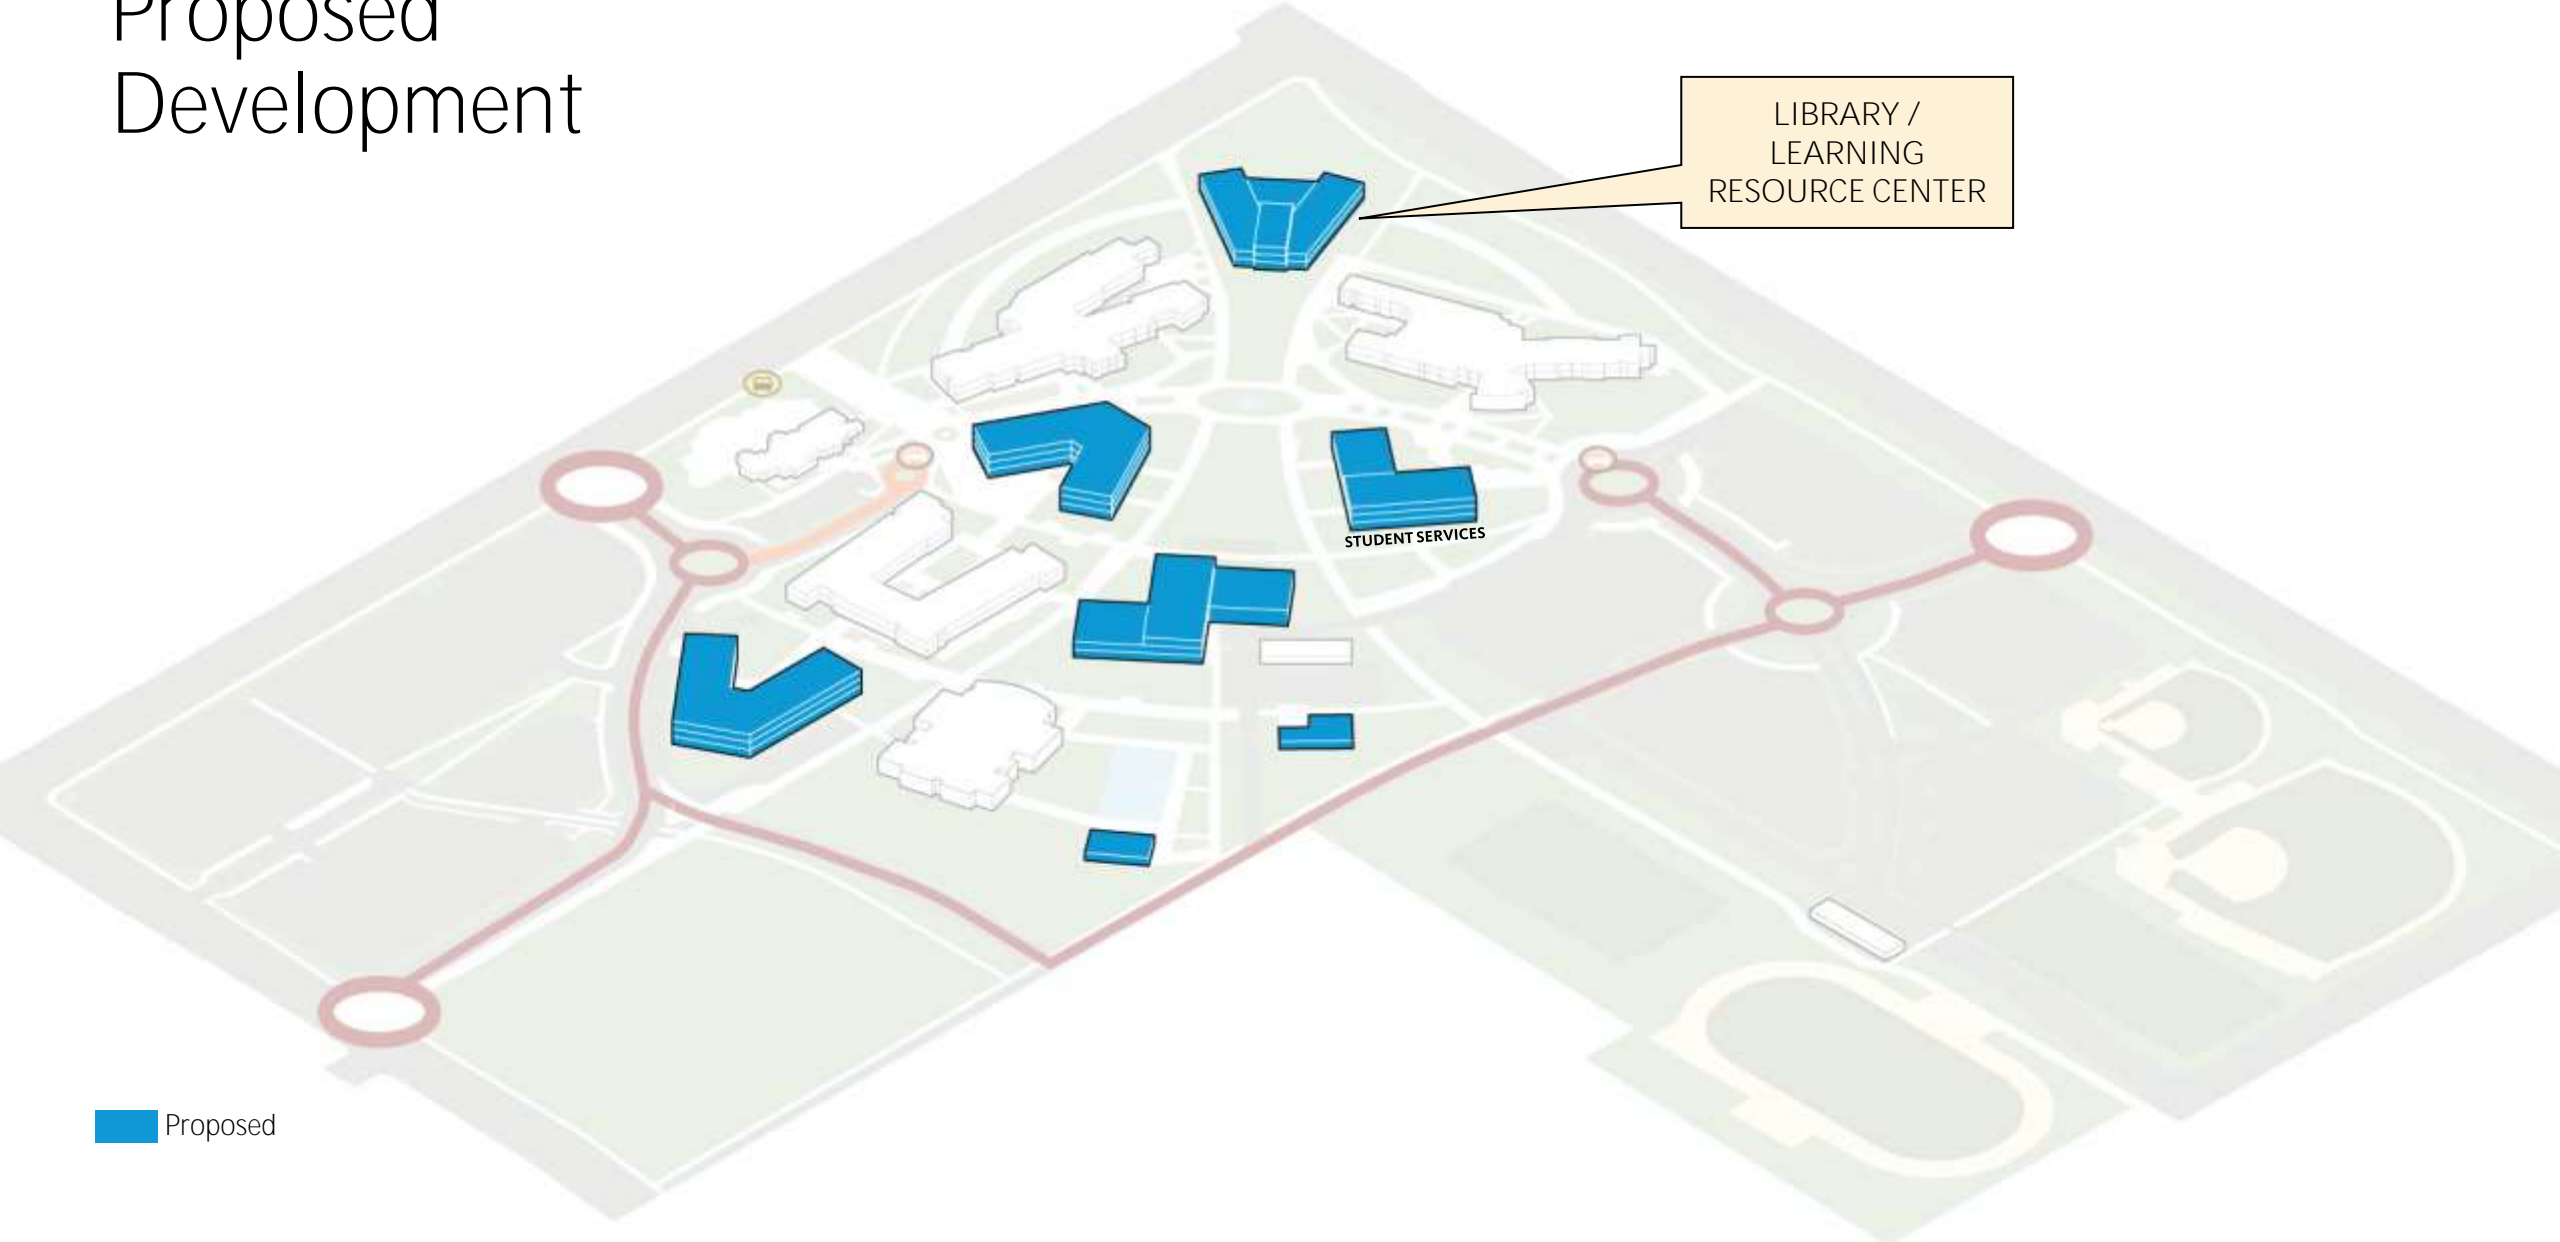 Proposed
Development
LIBRARY /
LEARNING
RESOURCE CENTER
STUDENT SERVICES
Proposed